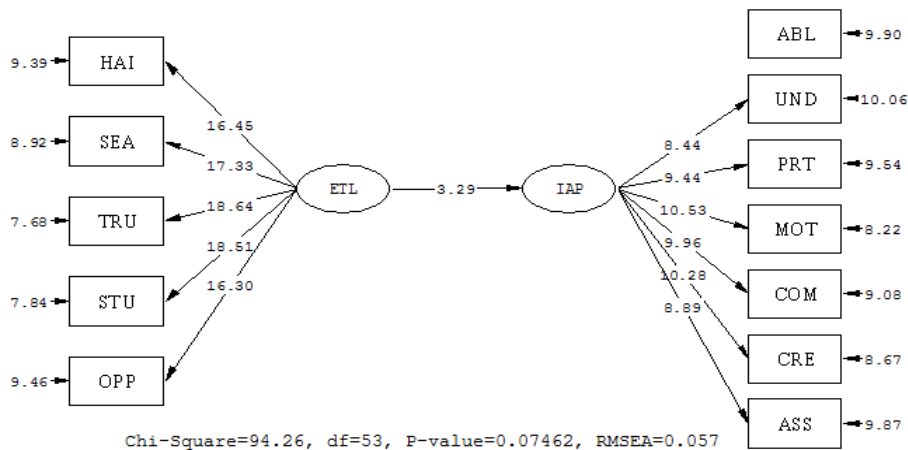 ABL 9.90
9.39 HAI
UND 10.06
16.45
8.44
8.92 SEA
17.33
9.44
PRT 9.54
ETL 3.29 IAP
18.64
10.53
7.68 TRU
MOT 8.22
18.51
9.96
10.28
16.30
8.89
7.84 STU
COM 9.08
CRE 8.67
9.46 OPP
ASS 9.87
Chi-Square=94.26, df=53, P-value=0.07462, RMSEA=0.057